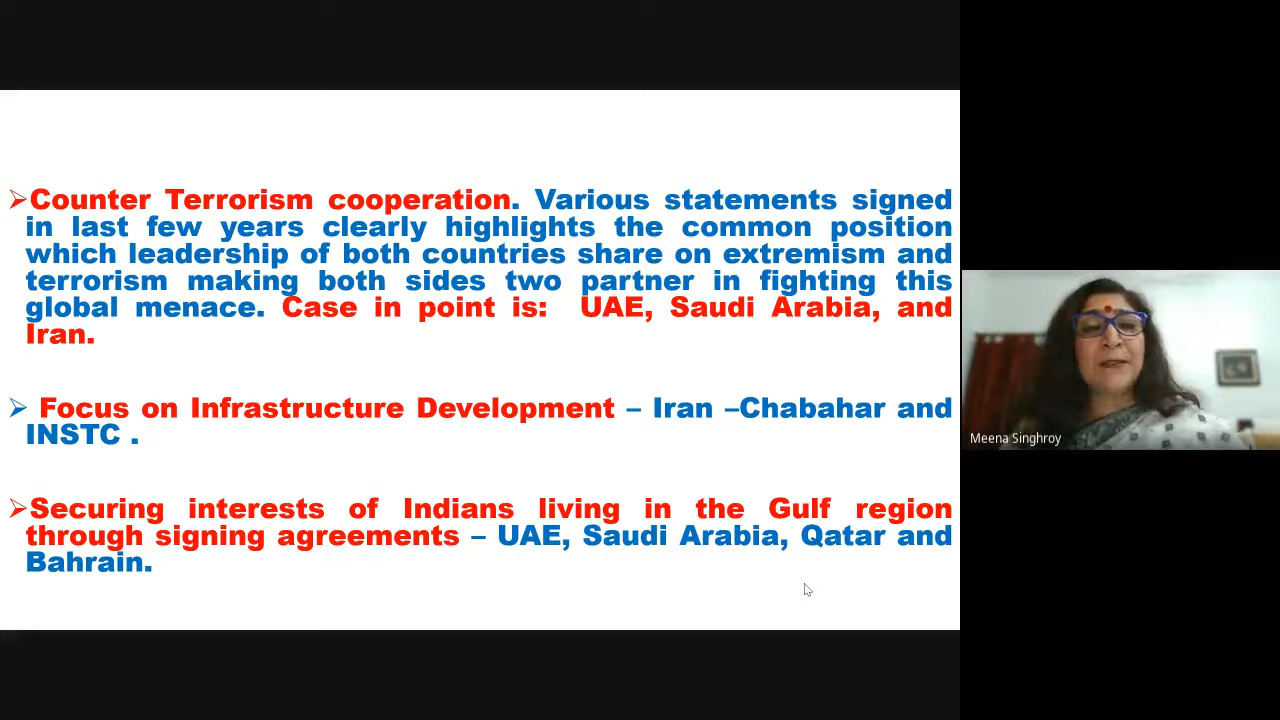 ➢Counter Terrorism cooperation. Various statements signed
in last few years clearly highlights the common position
which leadership of both countries share on extremism and
terrorism making both sides two partner in fighting this
global menace. Case in point is: UAE, Saudi Arabia, and
Iran.
➢ Focus on Infrastructure Development – Iran –Chabahar and
INSTC .
➢Securing interests of Indians living in the Gulf region
through signing agreements – UAE, Saudi Arabia, Qatar and
Bahrain.
Meena Singhroy